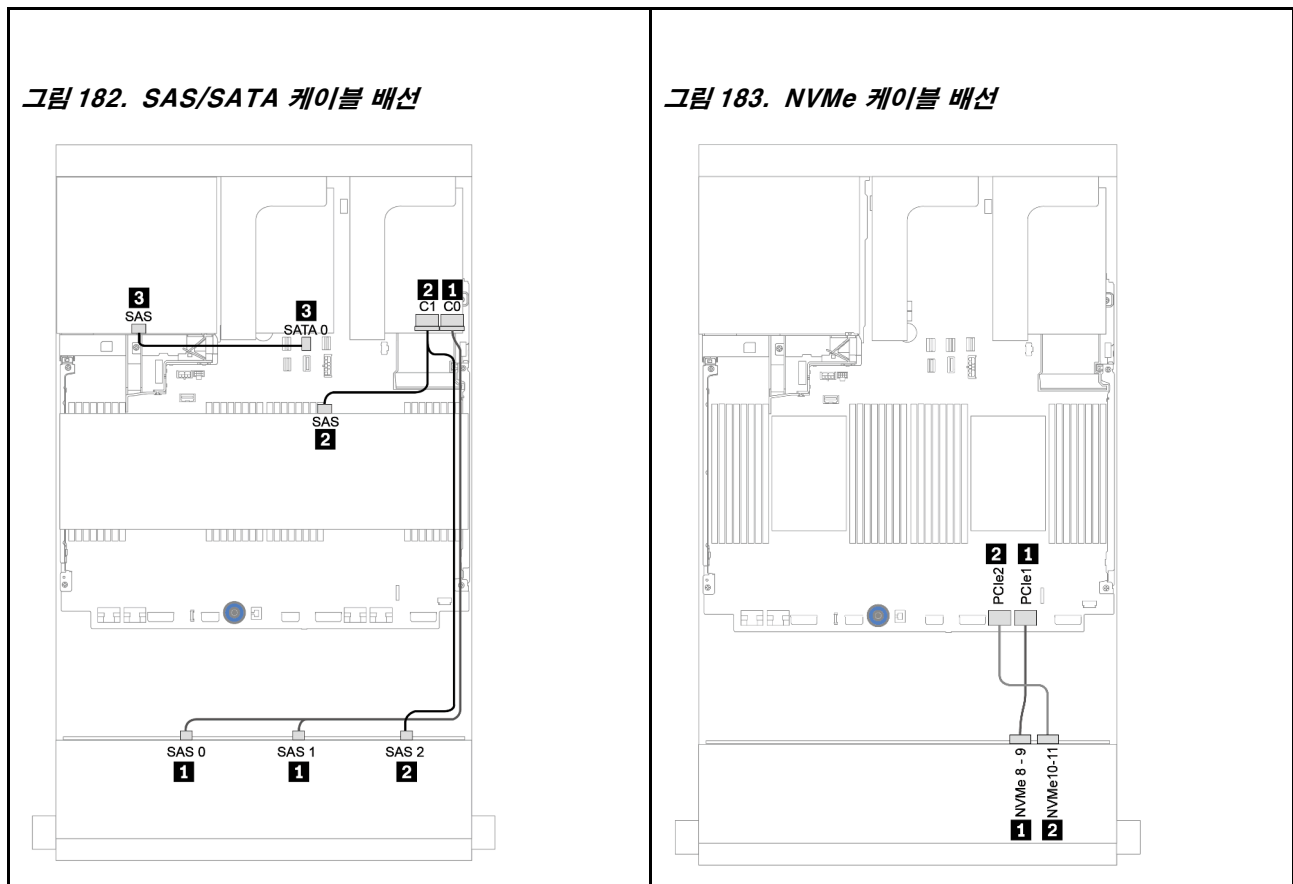 그림 182. SAS/SATA 케이블 배선
3
SAS
3
SATA 0
2 1
C1 C0
SAS
2
SAS 0
1
SAS 1
1
SAS 2
2
그림 183. NVMe 케이블 배선
2 1
PCIe2
PCIe1
NVMe 8 - 9
NVMe10-11
1 2